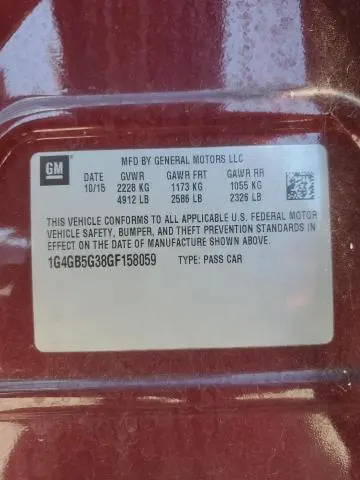 GM
MFD BY GENERAL MOTORS LLC
DATE GVWR GAWR FRT GAWR RR
10/15 2228 KG 1173 KG 1055 KG
4912 LB 2586 LB 2326 LB
THIS VEHICLE CONFORMS TO ALL APPLICABLE U.S. FEDERAL MOTOR
VEHICLE SAFETY, BUMPER, AND THEFT PREVENTION STANDARDS IN
EFFECT ON THE DATE OF MANUFACTURE SHOWN ABOVE.
1G4GB5G38GF158059 TYPE: PASS CAR